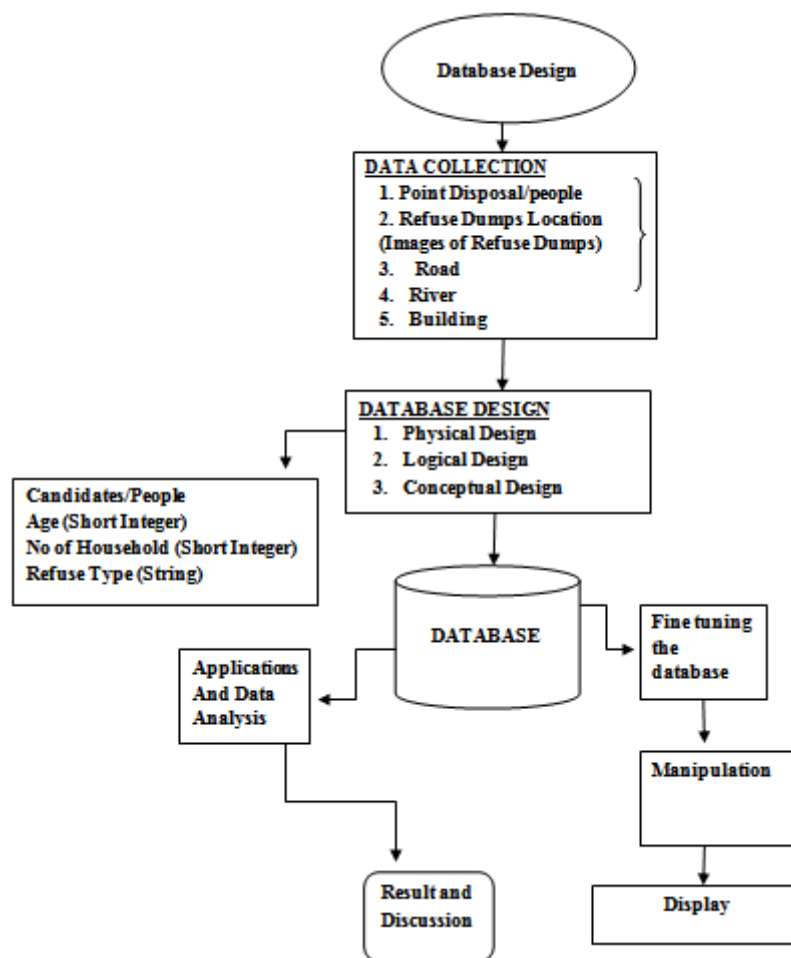 Database Design
DATA COLLECTION
1. Point Disposal/people
2. Refuse Dumps Location
(Images of Refuse Dumps)
3. Road
4. River
5. Building
DATABASE DESIGN
1. Physical Design
2. Logical Design
3. Conceptual Design
Candidates/People
Age (Short Integer)
No of Household (Short Integer)
Refuse Type (String)
DATABASE
Fine tuning
the
database
Applications
And Data
Analysis
Manipulation
Result and
Discussion
Display